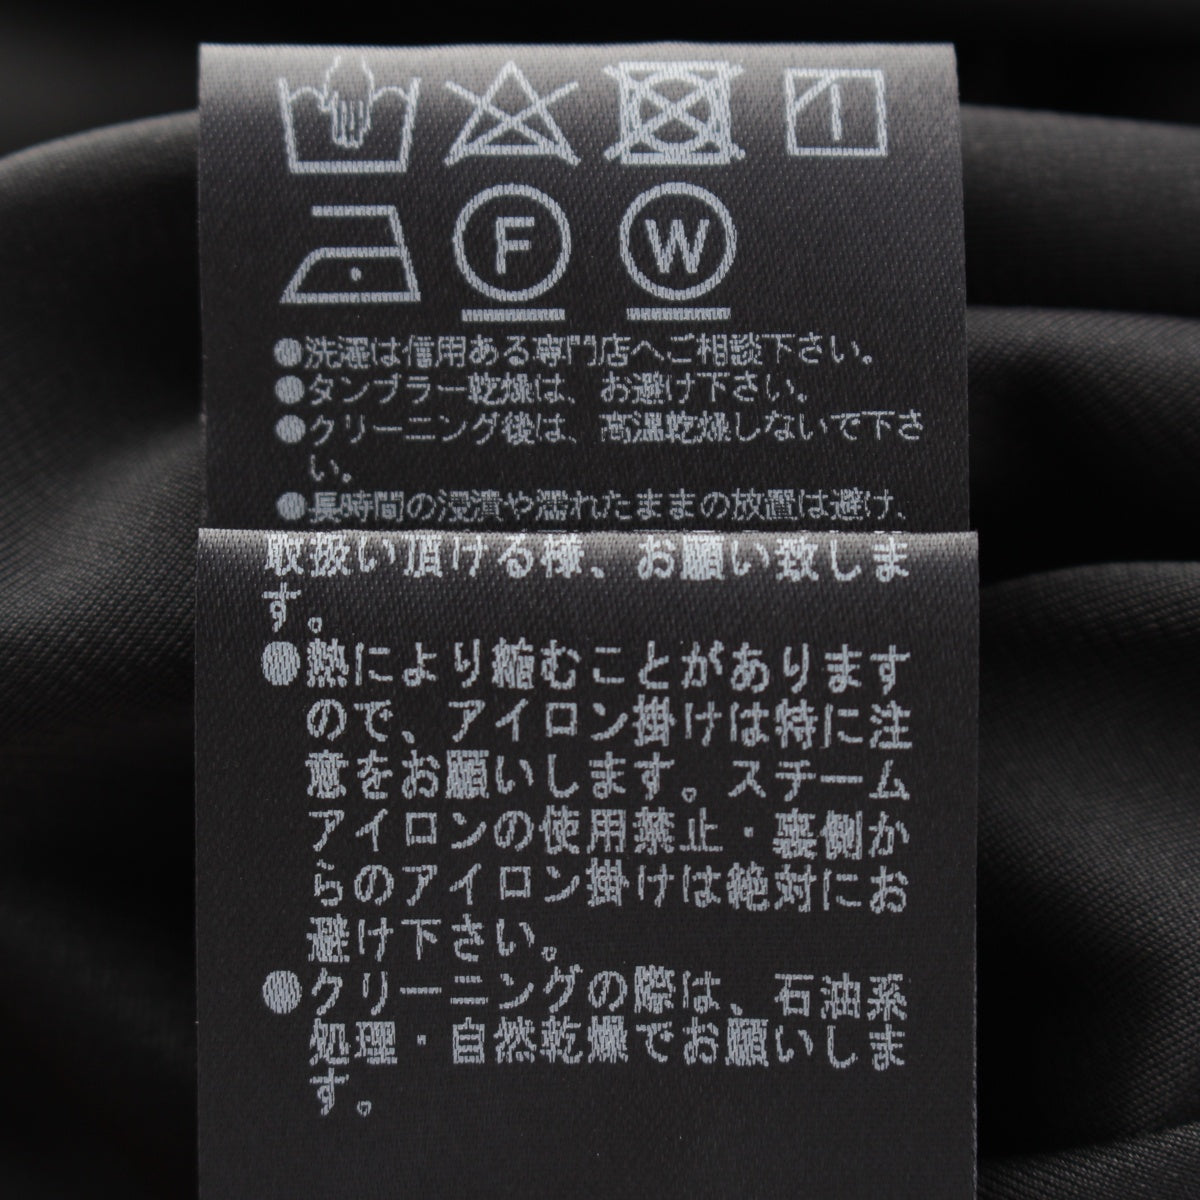 F W
●洗濯は信用ある専門店へご相談下さい。
●タンブラー乾燥は、お避け下さい。
●クリーニング後は、高温乾燥しないで下さ
い。
●長時間の浸漬や濡れたままの放置は避け、
取扱い頂ける様、お願い致しま
す。
●熱により縮むことがあります
ので、アイロン掛けは特に注
意をお願いします。スチーム
アイロンの使用禁止・裏側か
らのアイロン掛けは絶対にお
避け下さい。
●クリーニングの際は、石油系
処理・自然乾燥でお願いしま
す。